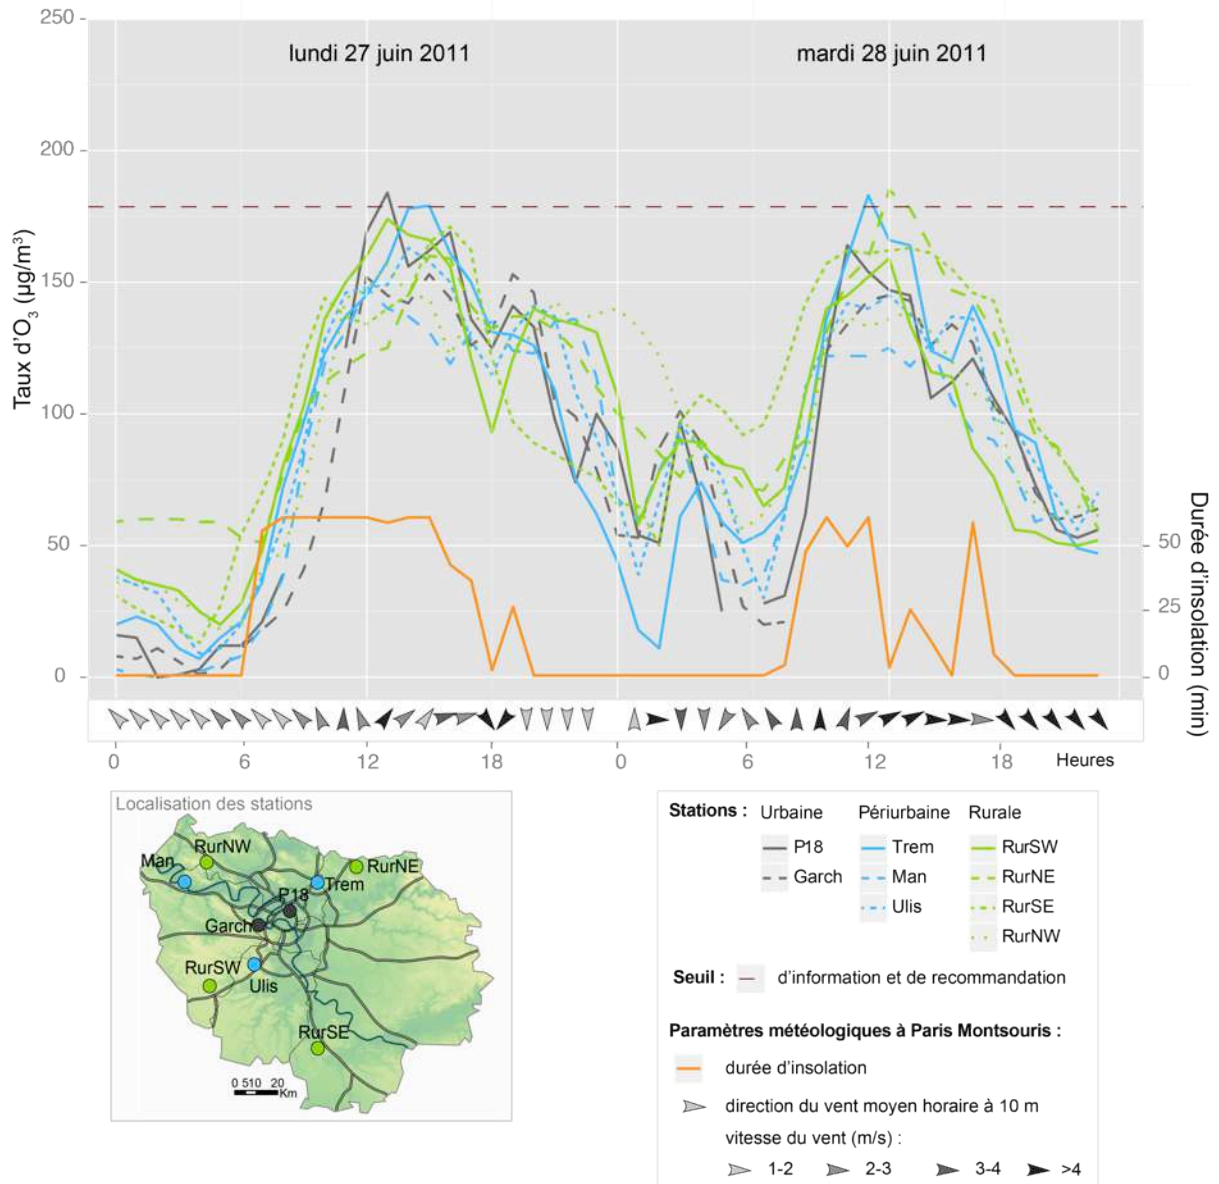 250
200
150
100
50
0
Taux d'O₃ (µg/m³)
lundi 27 juin 2011
mardi 28 juin 2011
50
25
0
Durée d'insolation (min)
0 6 12 18 0 6 12 18 Heures
Localisation des stations
RurNW
Man
RurNE
Trem
P18
Garch
RurSW
Ulis
RurSE
0 510 20
Km
Stations : Urbaine Périurbaine Rurale
P18 Trem RurSW
Garch Man RurNE
Ulis RurSE
RurNW
Seuil : d'information et de recommandation
Paramètres météologiques à Paris Montsouris :
durée d'insolation
direction du vent moyen horaire à 10 m
vitesse du vent (m/s) :
1-2 2-3 3-4 >4